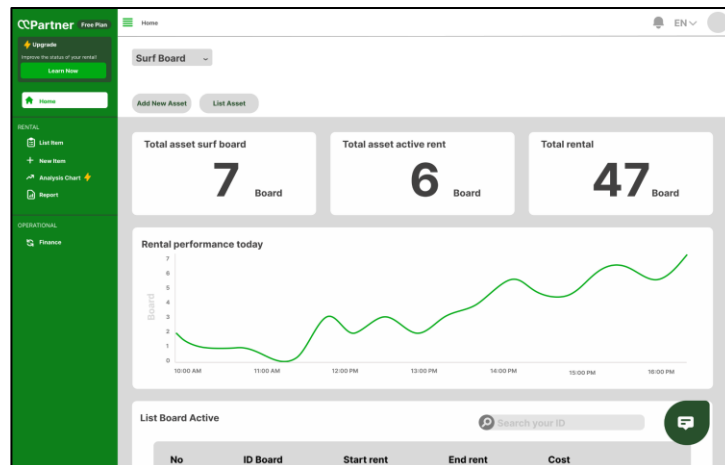 Partner Free Plan
Home
EN
Upgrade
Improve the status of your rental!
Learn Now
Home
RENTAL
List Item
New Item
Analysis Chart
Report
OPERATIONAL
Finance
Surf Board
Add New Asset
List Asset
Total asset surf board
7 Board
Total asset active rent
6 Board
Total rental
47 Board
Rental performance today
Board
7
6
5
4
3
2
1
0
10:00 AM
11:00 AM
12:00 PM
13:00 PM
14:00 PM
15:00 PM
16:00 PM
List Board Active
Search your ID
No ID Board Start rent End rent Cost